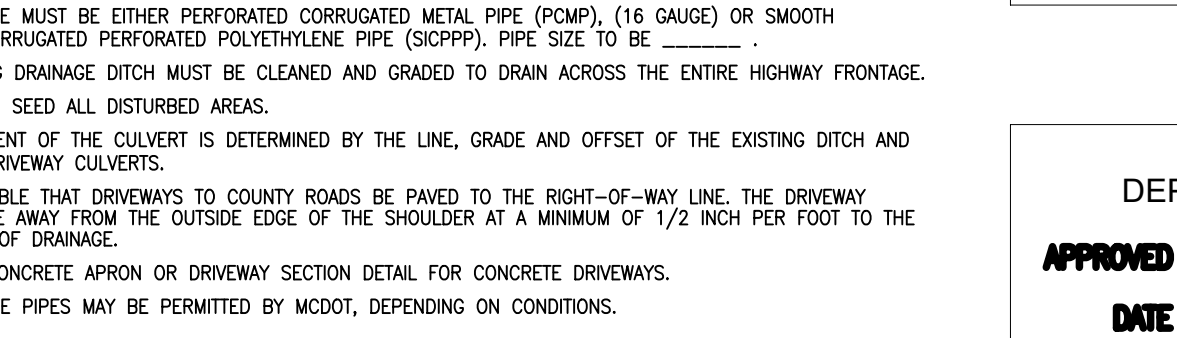 E MUST BE EITHER PERFORATED CORRUGATED METAL PIPE (PCMP), (16 GAUGE) OR SMOOTH
RRUGATED PERFORATED POLYETHYLENE PIPE (SICPPP). PIPE SIZE TO BE ______ .
G DRAINAGE DITCH MUST BE CLEANED AND GRADED TO DRAIN ACROSS THE ENTIRE HIGHWAY FRONTAGE.
SEED ALL DISTURBED AREAS.
ENT OF THE CULVERT IS DETERMINED BY THE LINE, GRADE AND OFFSET OF THE EXISTING DITCH AND
RIVEWAY CULVERTS.
BLE THAT DRIVEWAYS TO COUNTY ROADS BE PAVED TO THE RIGHT-OF-WAY LINE. THE DRIVEWAY
E AWAY FROM THE OUTSIDE EDGE OF THE SHOULDER AT A MINIMUM OF 1/2 INCH PER FOOT TO THE
OF DRAINAGE.
ONCRETE APRON OR DRIVEWAY SECTION DETAIL FOR CONCRETE DRIVEWAYS.
E PIPES MAY BE PERMITTED BY MCDOT, DEPENDING ON CONDITIONS.
DEP
APPROVED
DATE